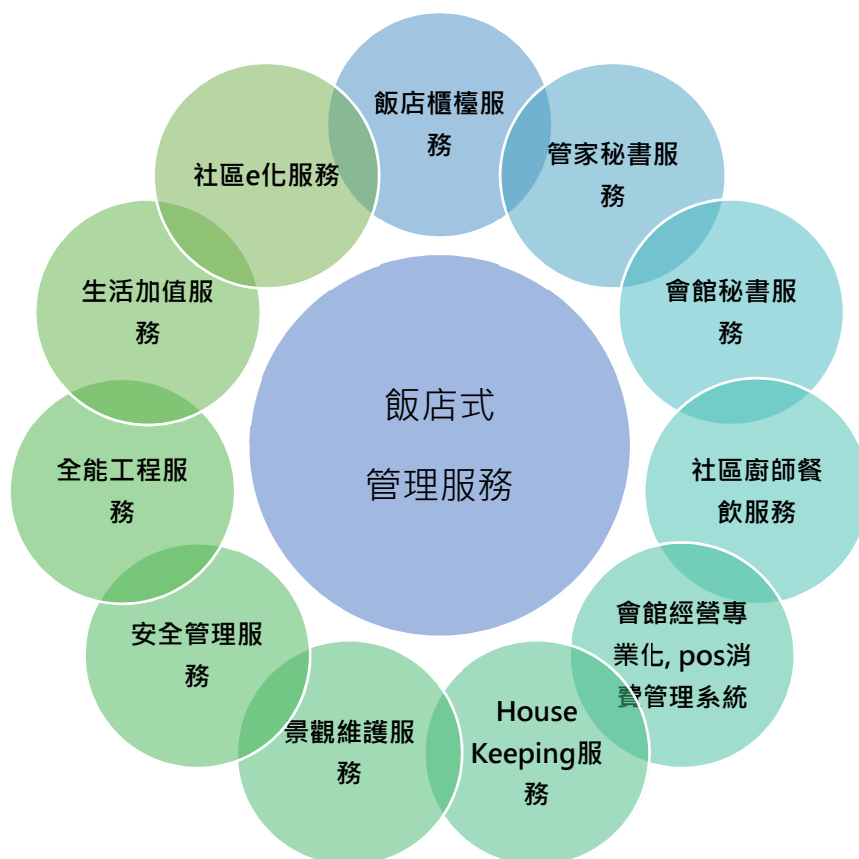 飯店櫃檯服
務
管家秘書服
務
會館秘書服
務
社區廚師餐
飲服務
會館經營專
業化, pos消
費管理系統
House
Keeping服
務
景觀維護服
務
安全管理服
務
全能工程服
務
生活加值服
務
社區e化服務
飯店式
管理服務